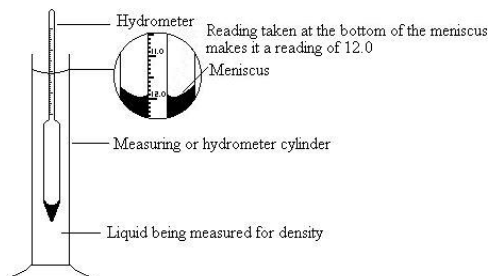 Hydrometer
Reading taken at the bottom of the meniscus
makes it a reading of 12.0
11.0
Meniscus
12.0
Measuring or hydrometer cylinder
Liquid being measured for density